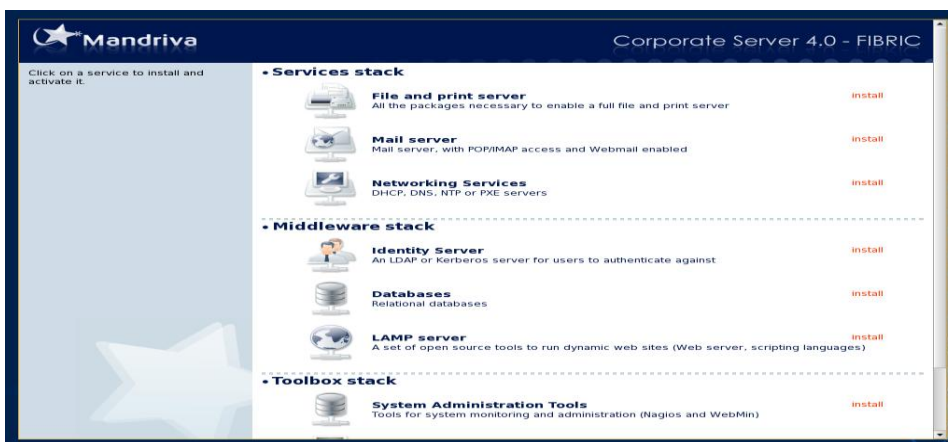 Mandriva
Corporate Server 4.0 - FIBRIC
Click on a service to install and
activate it.
• Services stack
File and print server
install
All the packages necessary to enable a full file and print server
Mail server
install
Mail server, with POP/IMAP access and Webmail enabled
Networking Services
install
DHCP, DNS, NTP or PXE servers
• Middleware stack
Identity Server
install
An LDAP or Kerberos server for users to authenticate against
Databases
install
Relational databases
LAMP server
install
A set of open source tools to run dynamic web sites (Web server, scripting languages)
• Toolbox stack
System Administration Tools
install
Tools for system monitoring and administration (Nagios and WebMin)